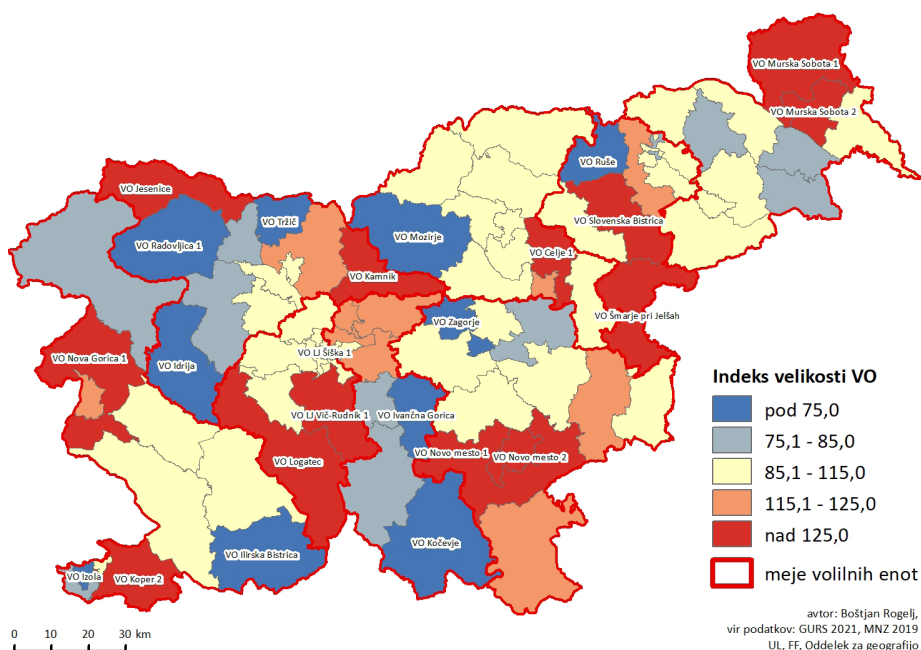 VO Murska Sobota 1
VO Murska Sobota 2
VO Ruše
VO Jesenice
VO Tržič
VO Slovenska Bistrica
VO Radovljica 1
VO Mozirje
VO Celje 1
VO Kamnik
VO Šmarje pri Jelšah
VO Zagorje
VO Nova Gorica 1
VO LJ Šiška 1
VO Idrija
VO LJ Vič-Rudnik 1
VO Ivančna Gorica
VO Novo mesto 1
VO Novo mesto 2
VO Logatec
VO Kočevje
VO Ilirska Bistrica
VO Izola
VO Koper 2
Indeks velikosti VO
pod 75,0
75,1 - 85,0
85,1 - 115,0
115,1 - 125,0
nad 125,0
meje volilnih enot
avtor: Boštjan Rogelj,
vir podatkov: GURS 2021, MNZ 2019
UL, FF, Oddelek za geografijo
0 10 20 30 km